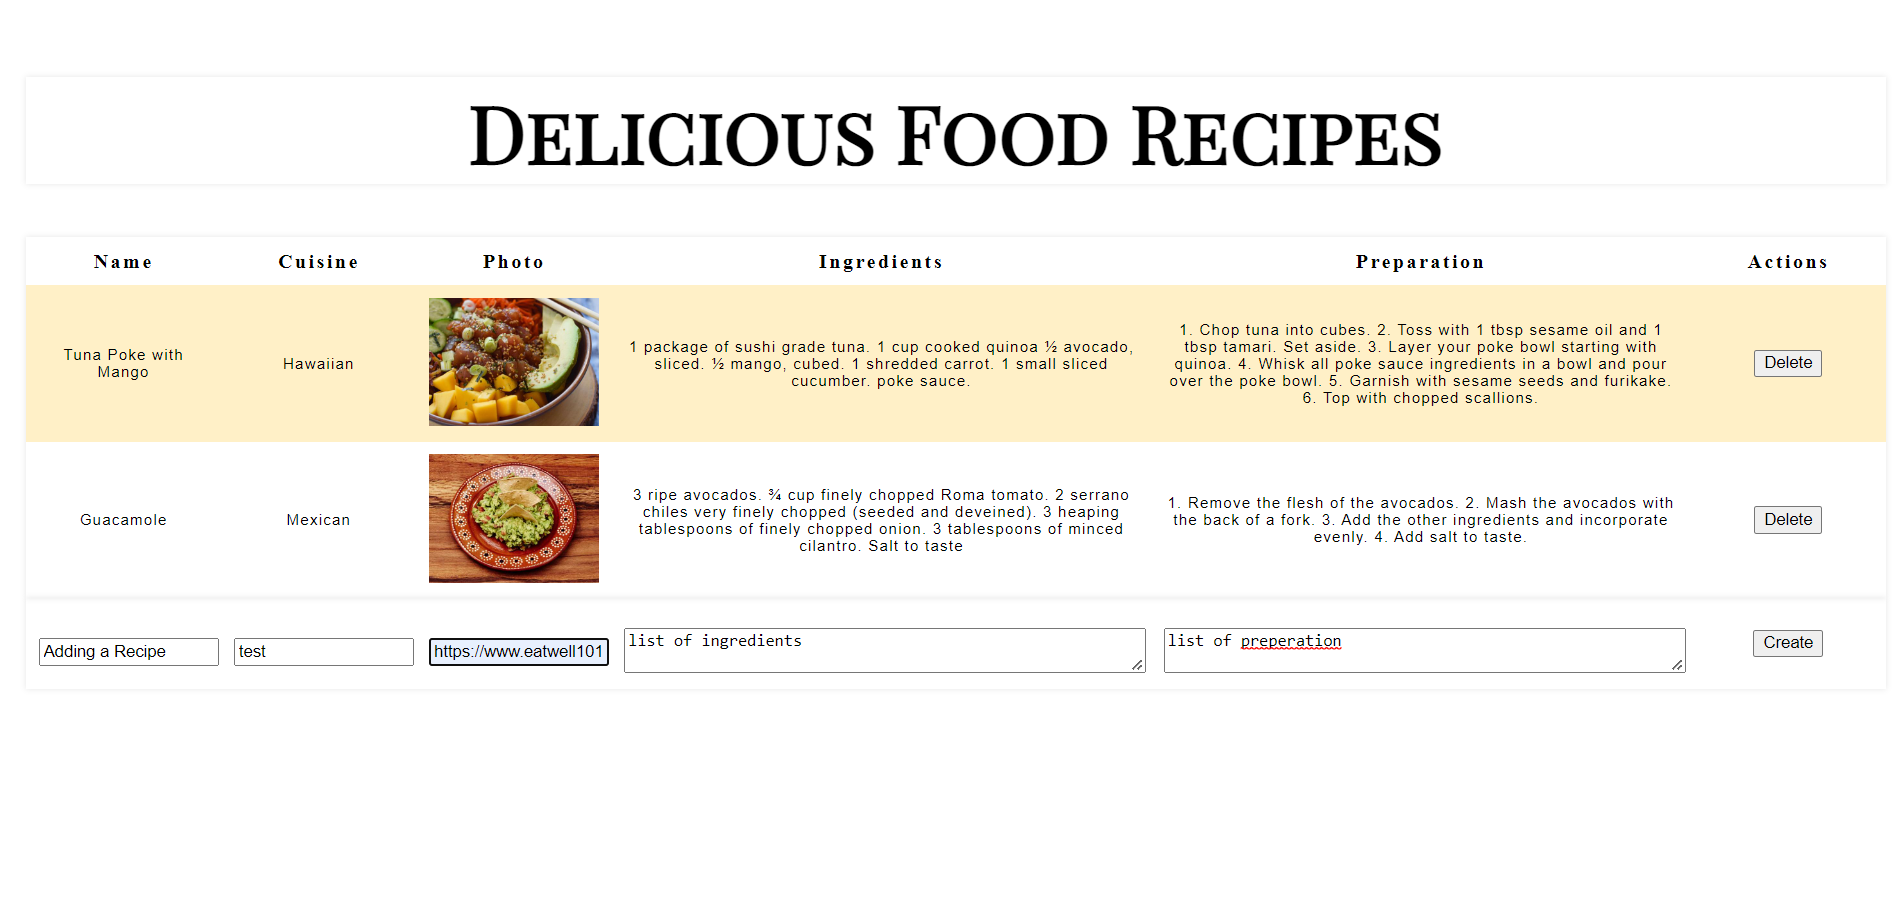 Delicious Food Recipes
Name Cuisine Photo Ingredients Preparation Actions
Tuna Poke with
Mango
Hawaiian
1 package of sushi grade tuna. 1 cup cooked quinoa ½ avocado,
sliced. ½ mango, cubed. 1 shredded carrot. 1 small sliced
cucumber. poke sauce.
1. Chop tuna into cubes. 2. Toss with 1 tbsp sesame oil and 1
tbsp tamari. Set aside. 3. Layer your poke bowl starting with
quinoa. 4. Whisk all poke sauce ingredients in a bowl and pour
over the poke bowl. 5. Garnish with sesame seeds and furikake.
6. Top with chopped scallions.
Delete
Guacamole
Mexican
3 ripe avocados. ¾ cup finely chopped Roma tomato. 2 serrano
chiles very finely chopped (seeded and deveined). 3 heaping
tablespoons of finely chopped onion. 3 tablespoons of minced
cilantro. Salt to taste
1. Remove the flesh of the avocados. 2. Mash the avocados with
the back of a fork. 3. Add the other ingredients and incorporate
evenly. 4. Add salt to taste.
Delete
Adding a Recipe
test
https://www.eatwell101
list of ingredients
list of preperation
Create